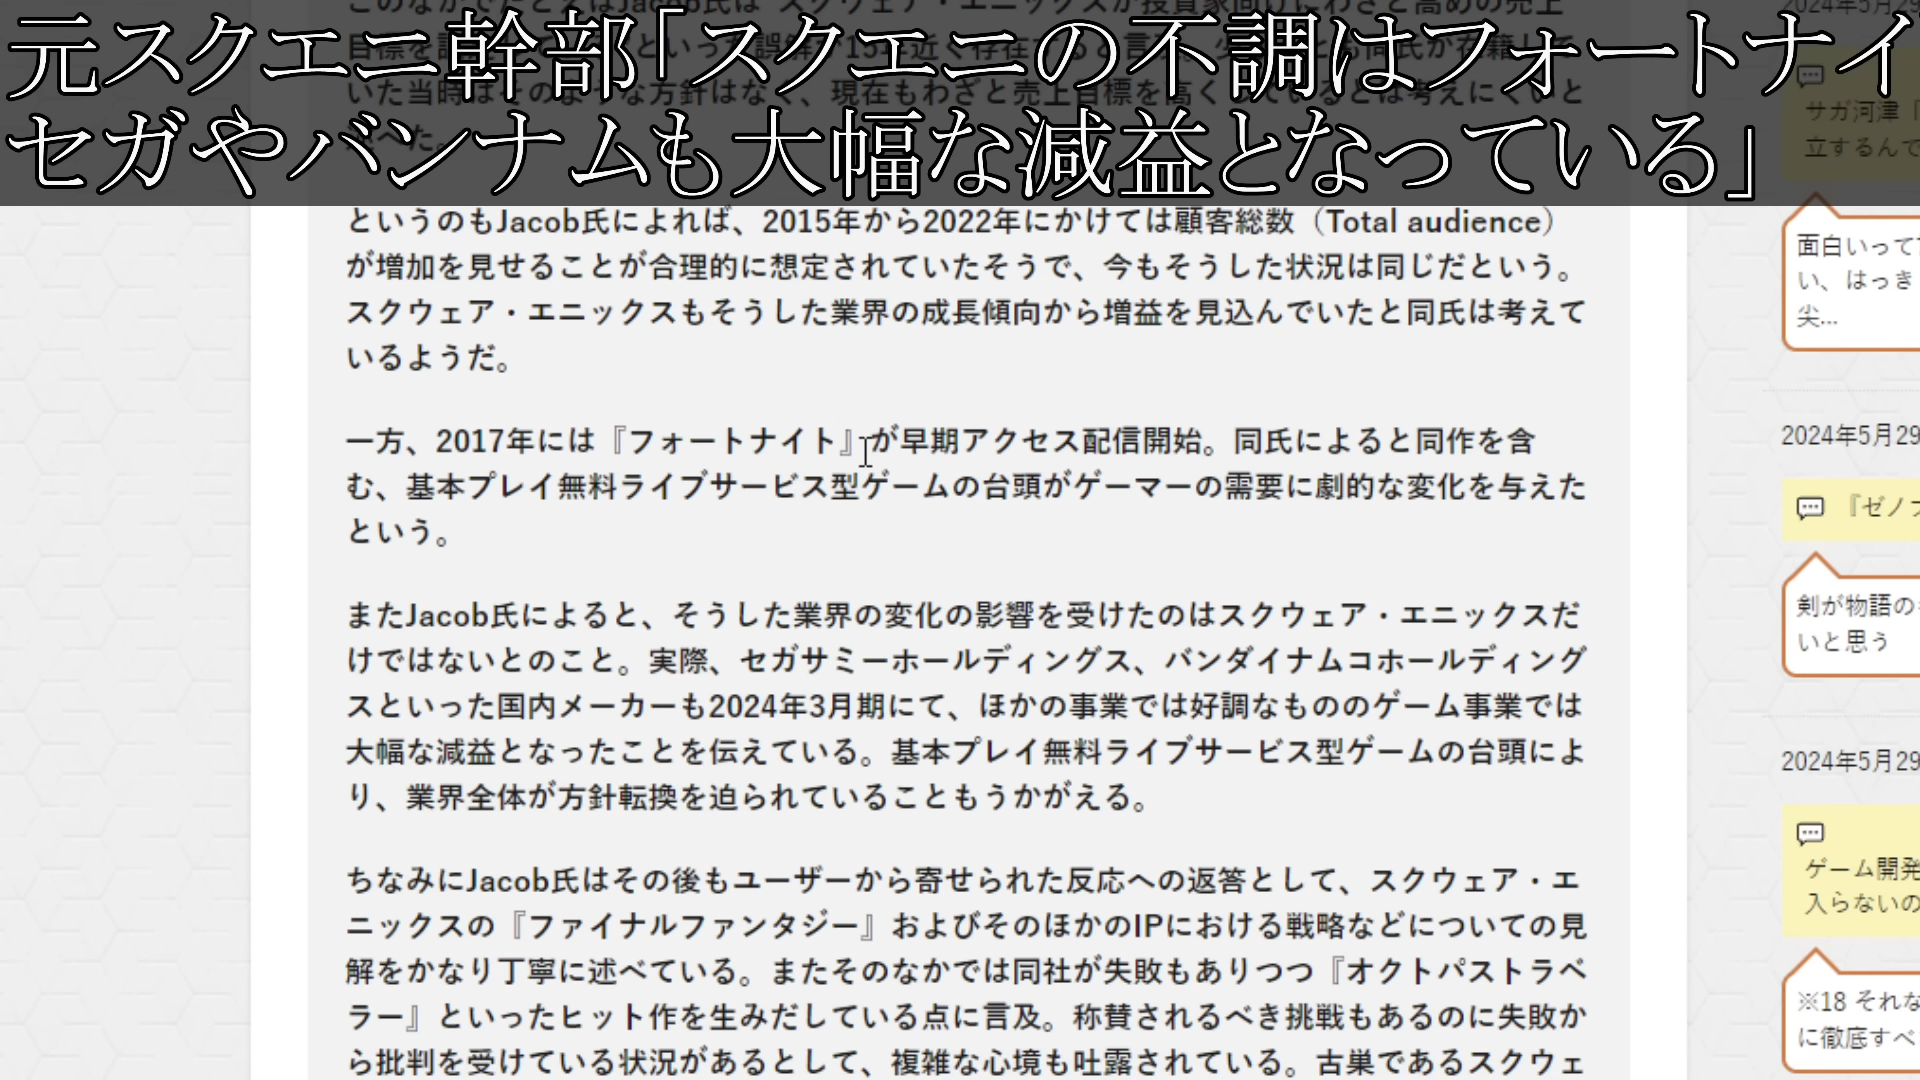 元スクエニ幹部「スクエニの不調はフォートナイ
セガやバンナムも大幅な減益となっている」
というのもJacob氏によれば、2015年から2022年にかけては顧客総数（Total audience）
が増加を見せることが合理的に想定されていたそうで、今もそうした状況は同じだという。
スクウェア・エニックスもそうした業界の成長傾向から増益を見込んでいたと同氏は考えて
いるようだ。
一方、2017年には『フォートナイト』が早期アクセス配信開始。同氏によると同作を含
む、基本プレイ無料ライブサービス型ゲームの台頭がゲーマーの需要に劇的な変化を与えた
という。
またJacob氏によると、そうした業界の変化の影響を受けたのはスクウェア・エニックスだ
けではないとのこと。実際、セガサミーホールディングス、バンダイナムコホールディング
スといった国内メーカーも2024年3月期にて、ほかの事業では好調なもののゲーム事業では
大幅な減益となったことを伝えている。基本プレイ無料ライブサービス型ゲームの台頭によ
り、業界全体が方針転換を迫られていることもうかがえる。
ちなみにJacob氏はその後もユーザーから寄せられた反応への返答として、スクウェア・エ
ニックスの『ファイナルファンタジー』およびそのほかのIPにおける戦略などについての見
解をかなり丁寧に述べている。またそのなかでは同社が失敗もありつつ『オクトパストラベ
ラー』といったヒット作を生みだしている点に言及。称賛されるべき挑戦もあるのに失敗か
ら批判を受けている状況があるとして、複雑な心境も吐露されている。古巣であるスクウェ
サガ河津「
立するんで
面白いって
い、はっき
尖...
2024年5月29
『ゼノブ
剣が物語の
いと思う
2024年5月29
ゲーム開発
入らないの
※18 それな
に徹底すべ